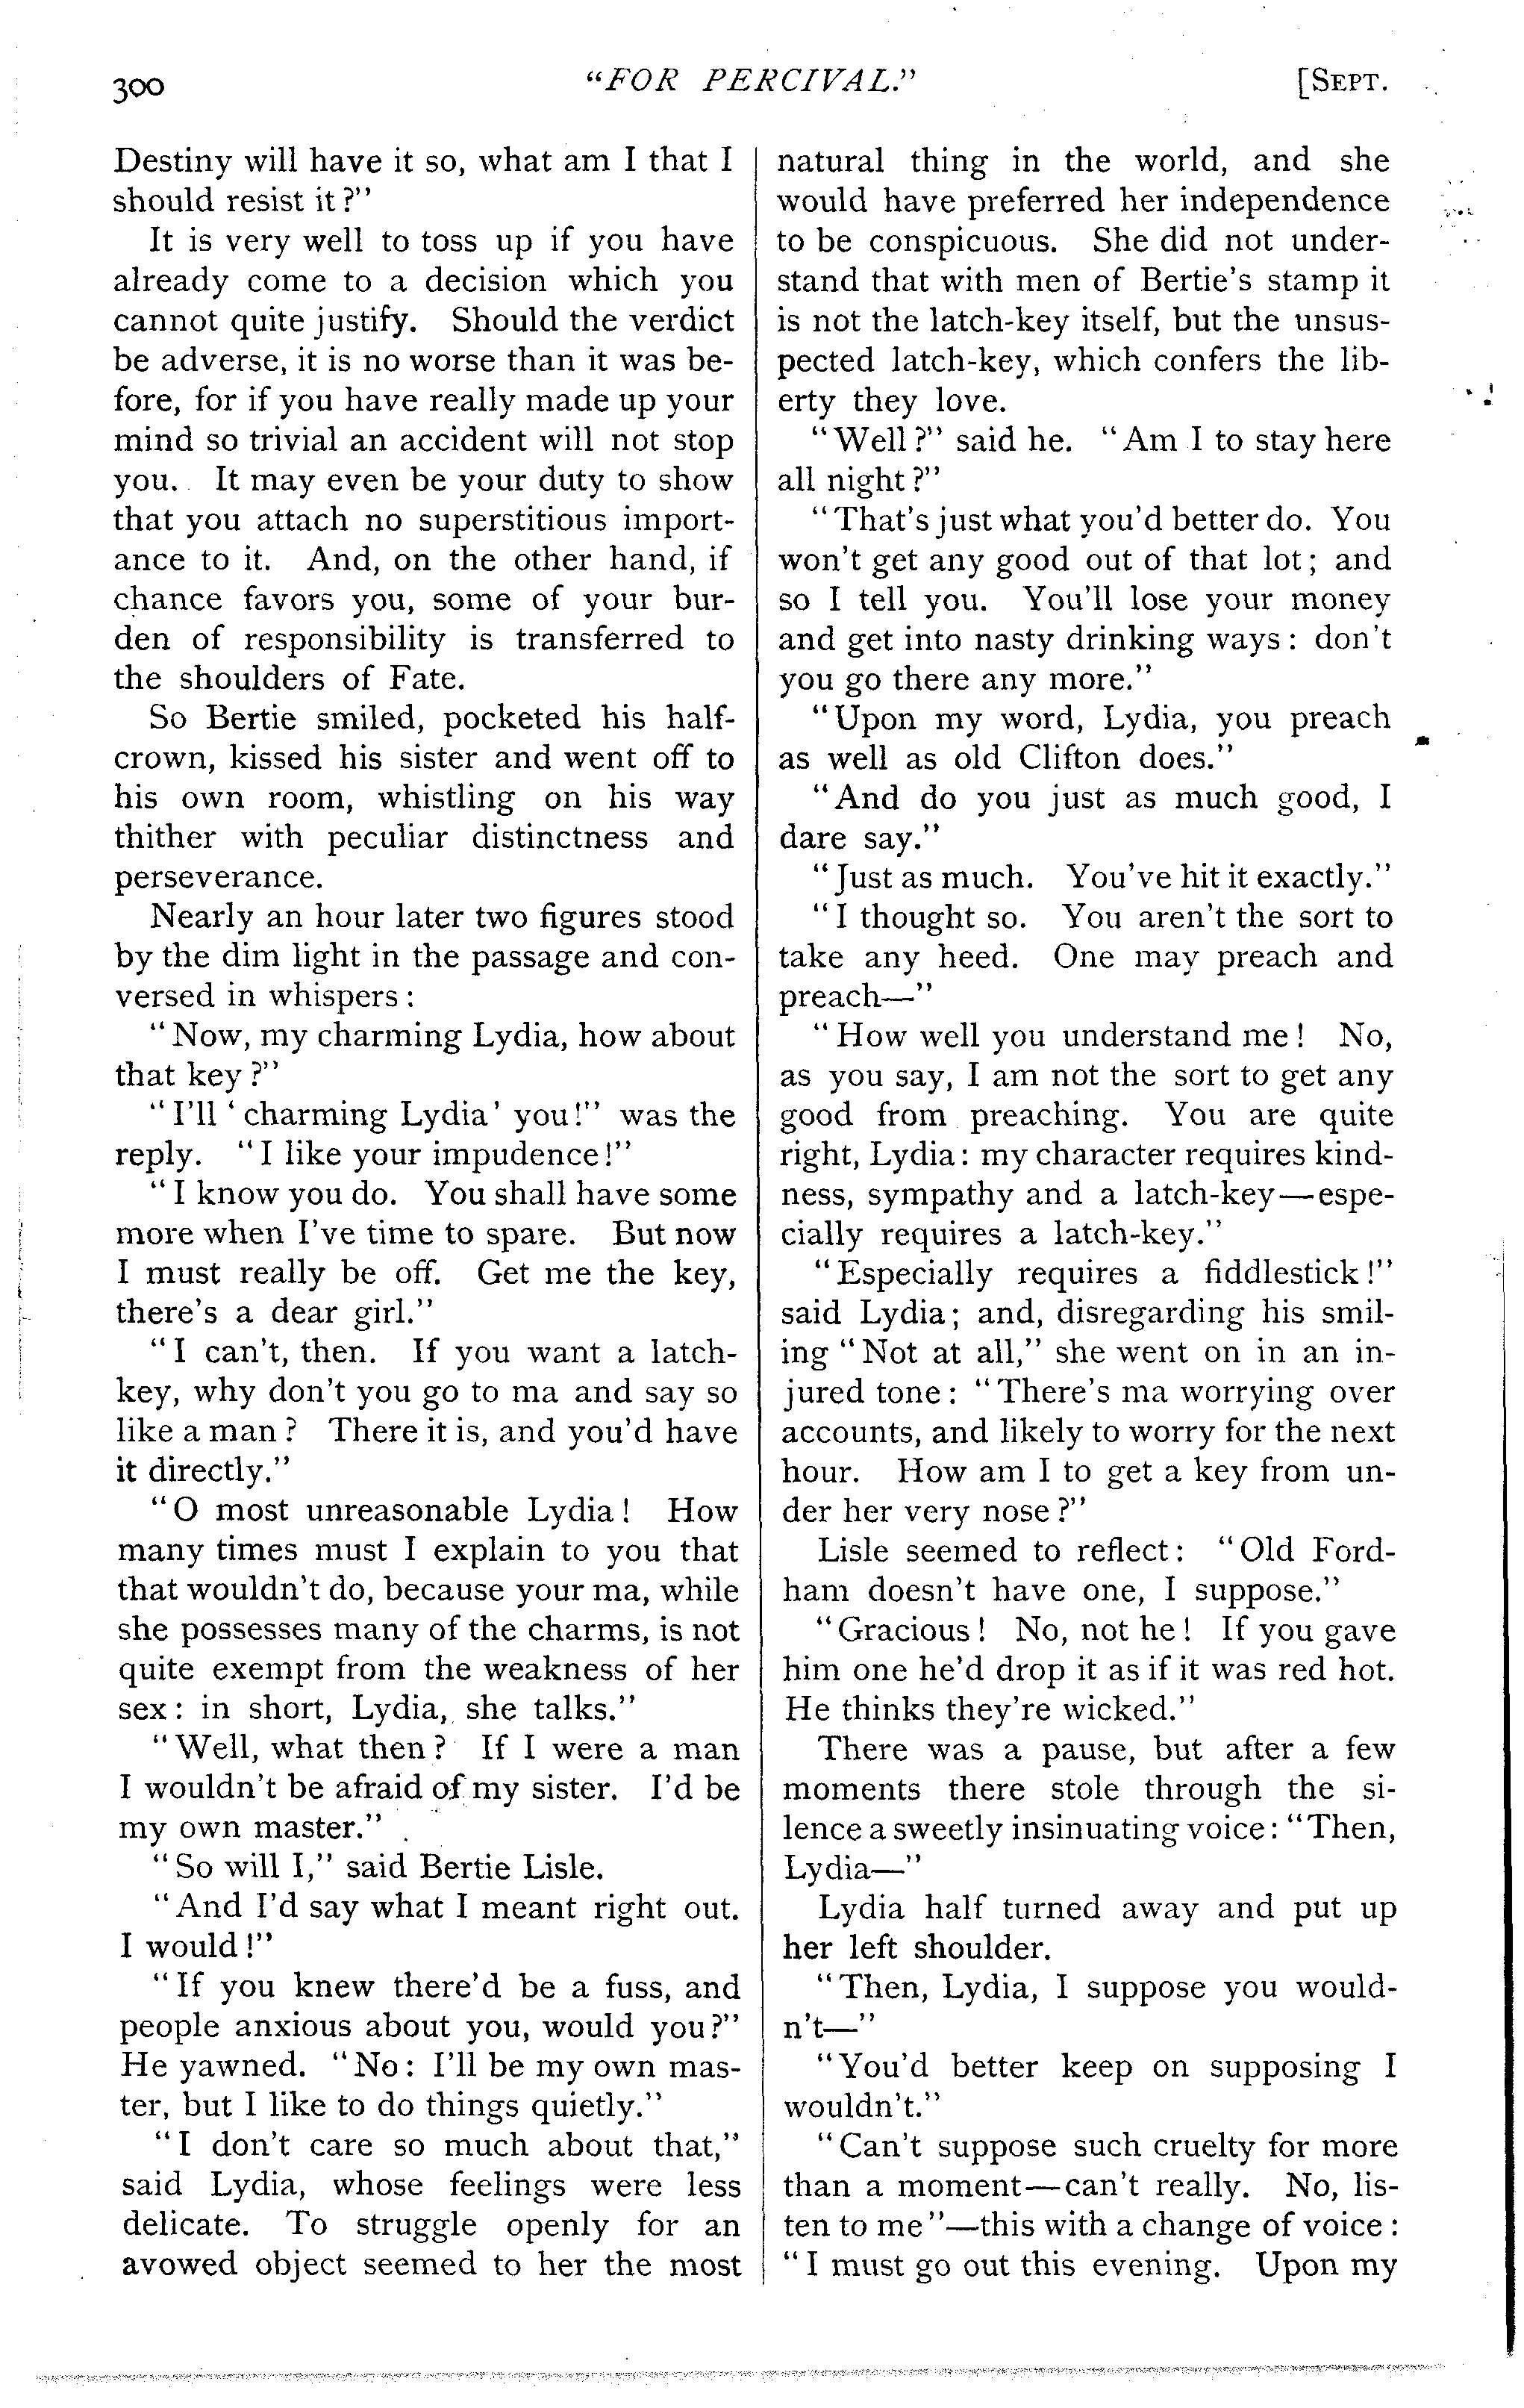 300
"FOR PERCIVAL."
[SEPT.
Destiny will have it so, what am I that I
should resist it?"
It is very well to toss up if you have
already come to a decision which you
cannot quite justify. Should the verdict
be adverse, it is no worse than it was be-
fore, for if you have really made up your
mind so trivial an accident will not stop
you. It may even be your duty to show
that you attach no superstitious import-
ance to it. And, on the other hand, if
chance favors you, some of your bur-
den of responsibility is transferred to
the shoulders of Fate.
So Bertie smiled, pocketed his half-
crown, kissed his sister and went off to
his own room, whistling on his way
thither with peculiar distinctness and
perseverance.
Nearly an hour later two figures stood
by the dim light in the passage and con-
versed in whispers:
"Now, my charming Lydia, how about
that key?"
"I'll 'charming Lydia' you!" was the
reply. "I like your impudence!"
"I know you do. You shall have some
more when I've time to spare. But now
I must really be off. Get me the key,
there's a dear girl."
"I can't, then. If you want a latch-
key, why don't you go to ma and say so
like a man? There it is, and you'd have
it directly."
"O most unreasonable Lydia! How
many times must I explain to you that
that wouldn't do, because your ma, while
she possesses many of the charms, is not
quite exempt from the weakness of her
sex: in short, Lydia, she talks."
"Well, what then? If I were a man
I wouldn't be afraid of my sister. I'd be
my own master."
"So will I," said Bertie Lisle.
"And I'd say what I meant right out.
I would!"
"If you knew there'd be a fuss, and
people anxious about you, would you?"
He yawned. "No: I'll be my own mas-
ter, but I like to do things quietly."
"I don't care so much about that,"
said Lydia, whose feelings were less
delicate. To struggle openly for an
avowed object seemed to her the most
natural thing in the world, and she
would have preferred her independence
to be conspicuous. She did not under-
stand that with men of Bertie's stamp it
is not the latch-key itself, but the unsus-
pected latch-key, which confers the lib-
erty they love.
"Well?" said he. "Am I to stay here
all night?"
"That's just what you'd better do. You
won't get any good out of that lot; and
so I tell you. You'll lose your money
and get into nasty drinking ways: don't
you go there any more."
"Upon my word, Lydia, you preach
as well as old Clifton does."
"And do you just as much good, I
dare say."
"Just as much. You've hit it exactly."
"I thought so. You aren't the sort to
take any heed. One may preach and
preach—"
"How well you understand me! No,
as you say, I am not the sort to get any
good from preaching. You are quite
right, Lydia: my character requires kind-
ness, sympathy and a latch-key—espe-
cially requires a latch-key."
"Especially requires a fiddlestick!"
said Lydia; and, disregarding his smil-
ing "Not at all," she went on in an in-
jured tone: "There's ma worrying over
accounts, and likely to worry for the next
hour. How am I to get a key from un-
der her very nose?"
Lisle seemed to reflect: "Old Ford-
ham doesn't have one, I suppose."
"Gracious! No, not he! If you gave
him one he'd drop it as if it was red hot.
He thinks they're wicked."
There was a pause, but after a few
moments there stole through the si-
lence a sweetly insinuating voice: "Then,
Lydia—"
Lydia half turned away and put up
her left shoulder.
"Then, Lydia, I suppose you would-
n't—"
"You'd better keep on supposing I
wouldn't."
"Can't suppose such cruelty for more
than a moment—can't really. No, lis-
ten to me"—this with a change of voice:
"I must go out this evening. Upon my